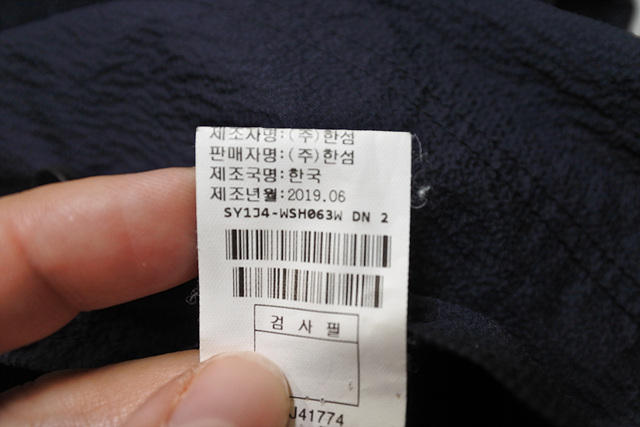 제조자명:(주)한섬
판매자명:(주)한섬
제조국명:한국
제조년월:2019.06
SY1J4-WSH063W DN 2
검 사 필
J41774